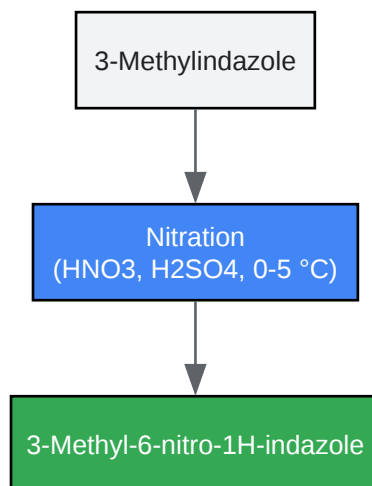 3-Methylindazole
Nitration
(HNO3, H2SO4, 0-5 °C)
3-Methyl-6-nitro-1H-indazole